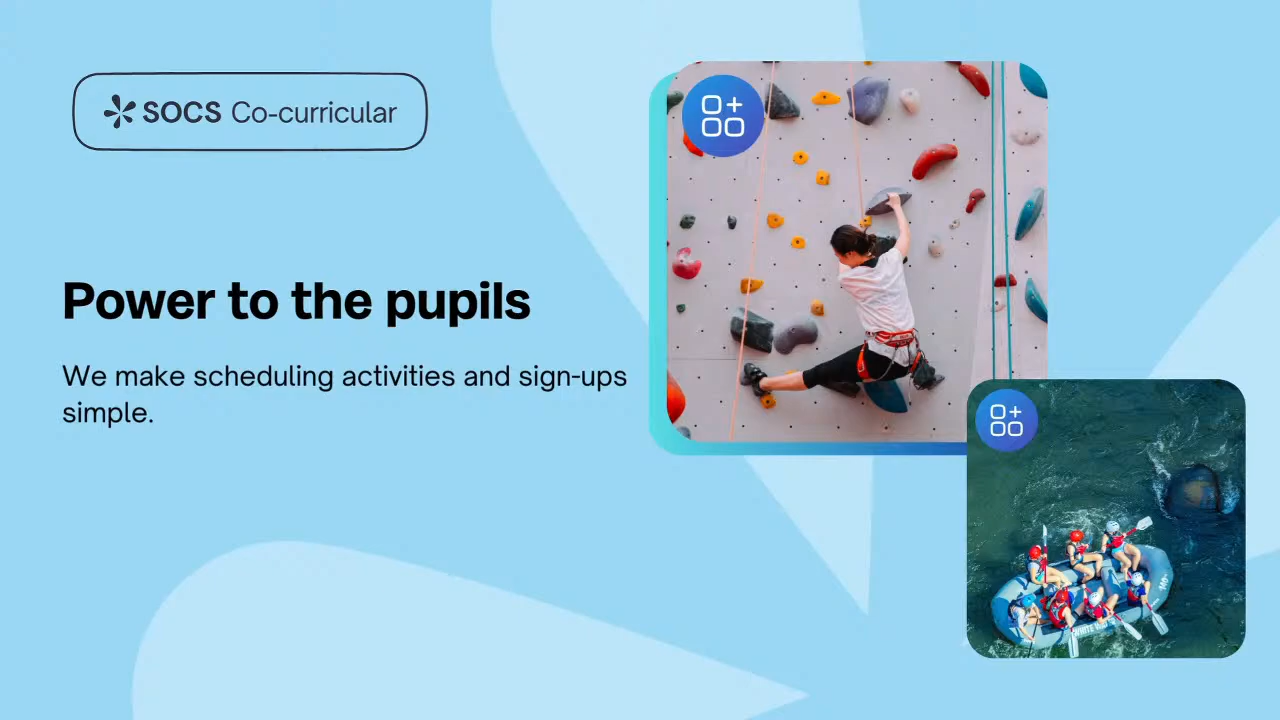 SOCS Co-curricular
Power to the pupils
We make scheduling activities and sign-ups
simple.